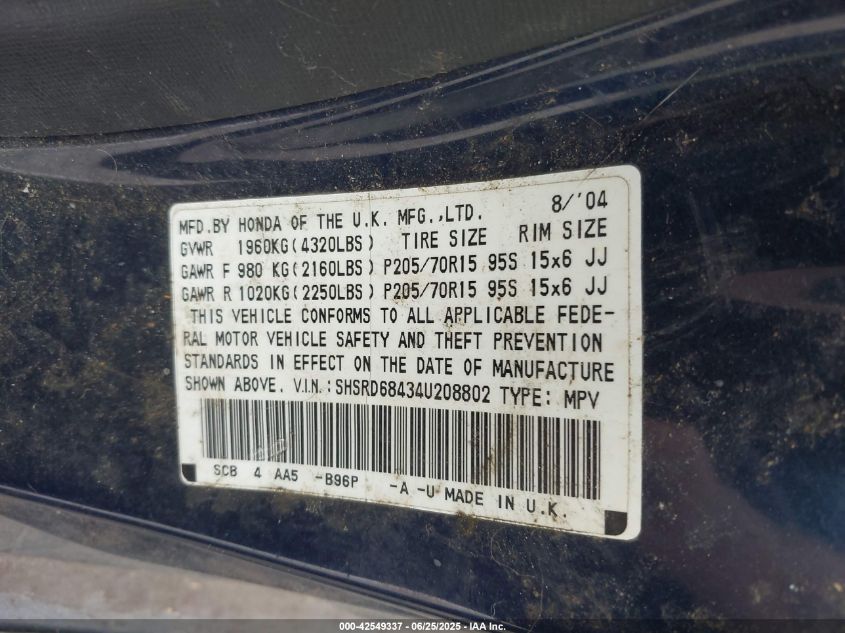 MFD.BY HONDA OF THE U.K. MFG.,LTD. 8/'04
GVWR 1960KG(4320LBS) TIRE SIZE RIM SIZE
GAWR F 980 KG(2160LBS) P205/70R15 95S 15x6 JJ
GAWR R 1020KG(2250LBS) P205/70R15 95S 15x6 JJ
THIS VEHICLE CONFORMS TO ALL APPLICABLE FEDE-
RAL MOTOR VEHICLE SAFETY AND THEFT PREVENTION
STANDARDS IN EFFECT ON THE DATE OF MANUFACTURE
SHOWN ABOVE. V.I.N.: SHSRD68434U208802 TYPE: MPV
SCB 4 AA5 -B96P -A -U MADE IN U.K.
000-42549337 - 06/25/2025 - © IAA Inc.